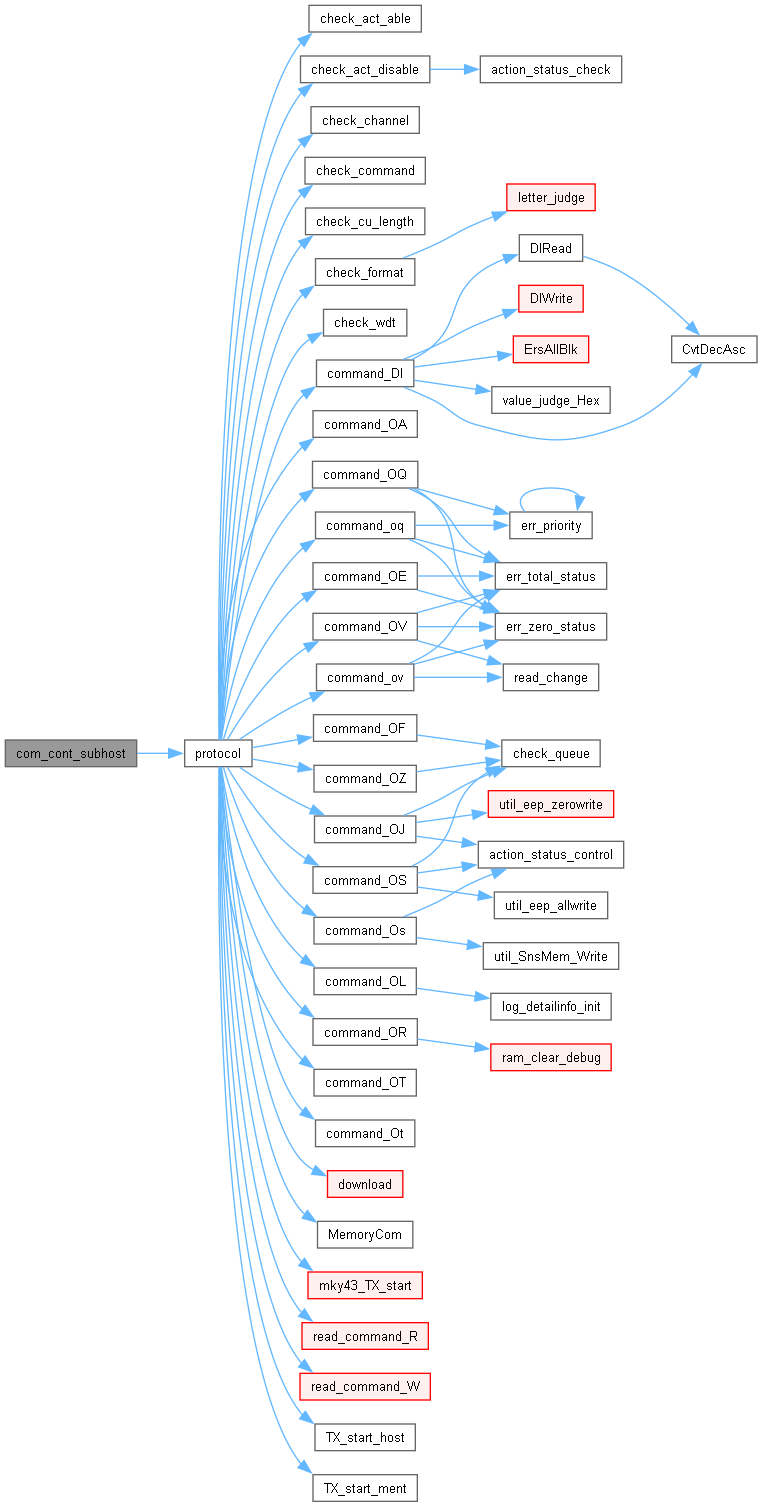 check_act_able
check_act_disable
action_status_check
check_channel
check_command
letter_judge
check_cu_length
DIRead
check_format
DIWrite
check_wdt
ErsAllBlk
CvtDecAsc
command_DI
value_judge_Hex
command_OA
command_OQ
err_priority
command_oq
command_OE
err_total_status
command_OV
err_zero_status
command_ov
read_change
command_OF
com_cont_subhost
protocol
check_queue
command_OZ
util_eep_zerowrite
command_OJ
action_status_control
command_OS
util_eep_allwrite
command_Os
util_SnsMem_Write
command_OL
log_detailinfo_init
command_OR
ram_clear_debug
command_OT
command_Ot
download
MemoryCom
mky43_TX_start
read_command_R
read_command_W
TX_start_host
TX_start_ment